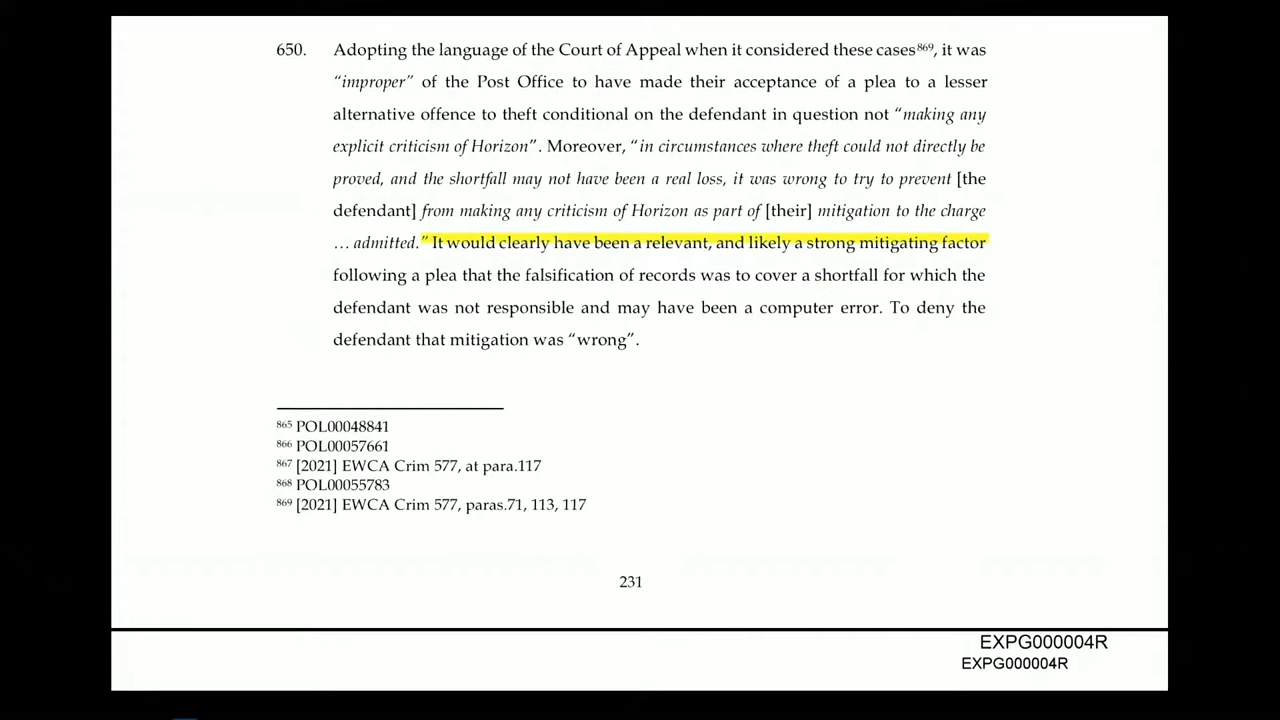 650. Adopting the language of the Court of Appeal when it considered these cases⁸⁶⁹, it was
“improper” of the Post Office to have made their acceptance of a plea to a lesser
alternative offence to theft conditional on the defendant in question not “making any
explicit criticism of Horizon”. Moreover, “in circumstances where theft could not directly be
proved, and the shortfall may not have been a real loss, it was wrong to try to prevent [the
defendant] from making any criticism of Horizon as part of [their] mitigation to the charge
… admitted.” It would clearly have been a relevant, and likely a strong mitigating factor
following a plea that the falsification of records was to cover a shortfall for which the
defendant was not responsible and may have been a computer error. To deny the
defendant that mitigation was “wrong”.
⁸⁶⁵ POL00048841
⁸⁶⁶ POL00057661
⁸⁶⁷ [2021] EWCA Crim 577, at para.117
⁸⁶⁸ POL00055783
⁸⁶⁹ [2021] EWCA Crim 577, paras.71, 113, 117
231
EXPG000004R
EXPG000004R